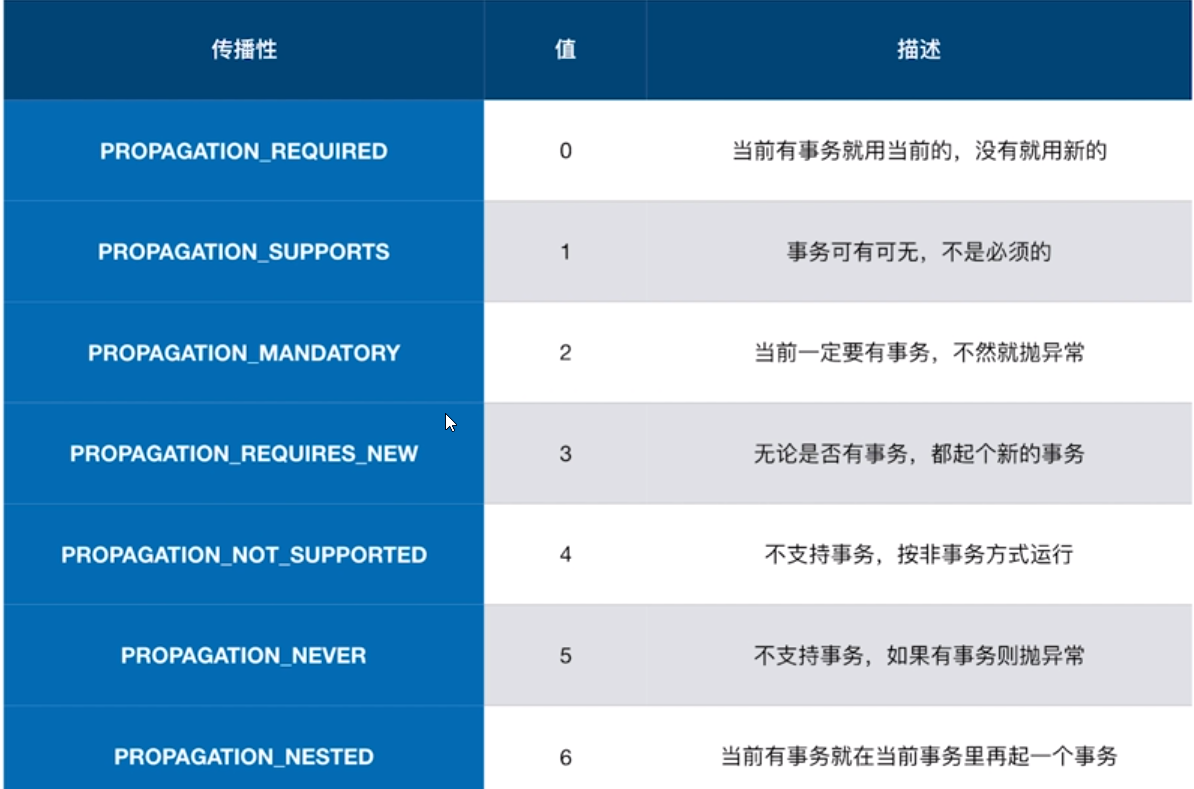 传播性 值 描述
PROPAGATION_REQUIRED 0 当前有事务就用当前的，没有就用新的
PROPAGATION_SUPPORTS 1 事务可有可无，不是必须的
PROPAGATION_MANDATORY 2 当前一定要有事务，不然就抛异常
PROPAGATION_REQUIRES_NEW 3 无论是否有事务，都起个新的事务
PROPAGATION_NOT_SUPPORTED 4 不支持事务，按非事务方式运行
PROPAGATION_NEVER 5 不支持事务，如果有事务则抛异常
PROPAGATION_NESTED 6 当前有事务就在当前事务里再起一个事务